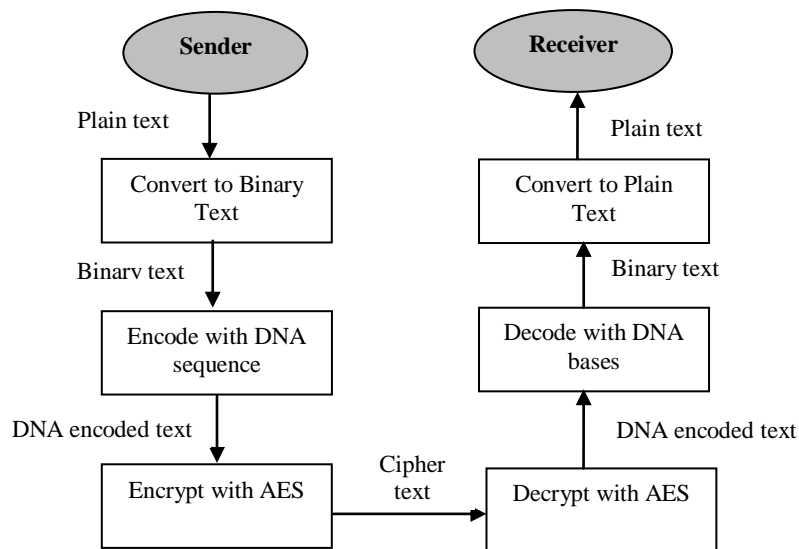 Sender
Plain text
Convert to Binary
Text
Binary text
Encode with DNA
sequence
DNA encoded text
Encrypt with AES
Cipher
text
Decrypt with AES
DNA encoded text
Decode with DNA
bases
Binary text
Convert to Plain
Text
Plain text
Receiver